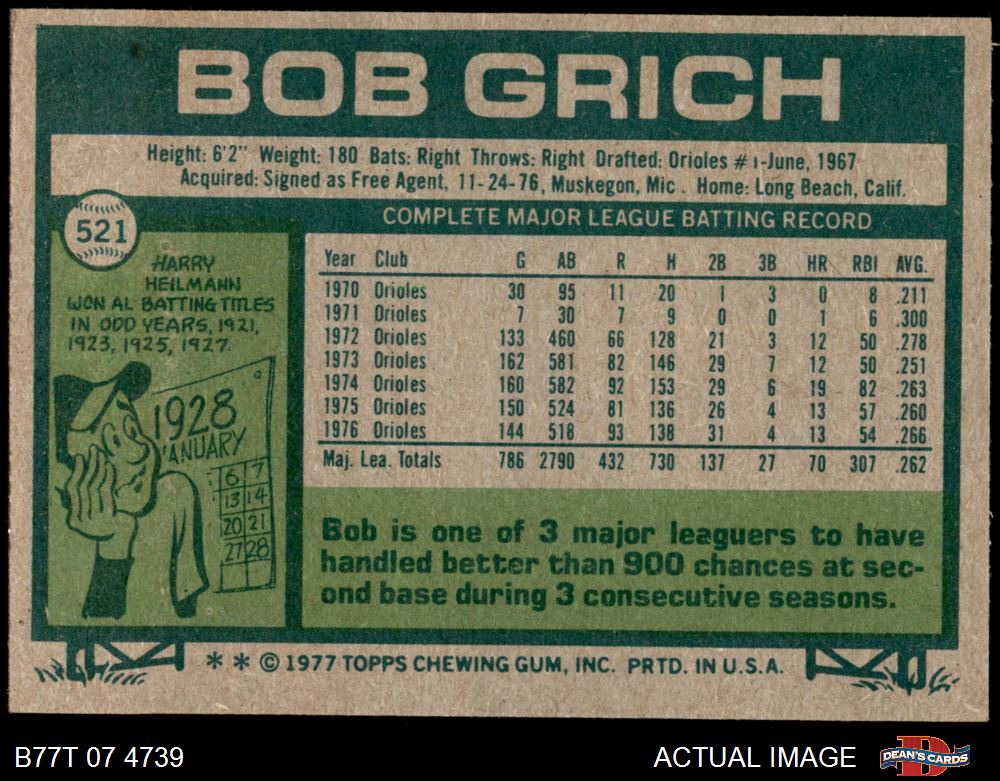 BOB GRICH
Height: 6'2" Weight: 180 Bats: Right Throws: Right Drafted: Orioles #1-June, 1967
Acquired: Signed as Free Agent, 11-24-76, Muskegon, Mic. Home: Long Beach, Calif.
521
HARRY
HEILMANN
WON AL BATTING TITLES
IN ODD YEARS, 1921,
1923, 1925, 1927.
1928
'ANUARY
6 7
13 14
20 21
27 28
COMPLETE MAJOR LEAGUE BATTING RECORD
Year Club G AB R H 2B 3B HR RBI AVG.
1970 Orioles 30 95 11 20 1 3 0 8 .211
1971 Orioles 7 30 7 9 0 0 1 6 .300
1972 Orioles 133 460 66 128 21 3 12 50 .278
1973 Orioles 162 581 82 146 29 7 12 50 .251
1974 Orioles 160 582 92 153 29 6 19 82 .263
1975 Orioles 150 524 81 136 26 4 13 57 .260
1976 Orioles 144 518 93 138 31 4 13 54 .266
Maj. Lea. Totals 786 2790 432 730 137 27 70 307 .262
Bob is one of 3 major leaguers to have
handled better than 900 chances at sec-
ond base during 3 consecutive seasons.
* * © 1977 TOPPS CHEWING GUM, INC. PRTD. IN U.S.A.
B77T 07 4739
ACTUAL IMAGE
DEAN'S CARDS